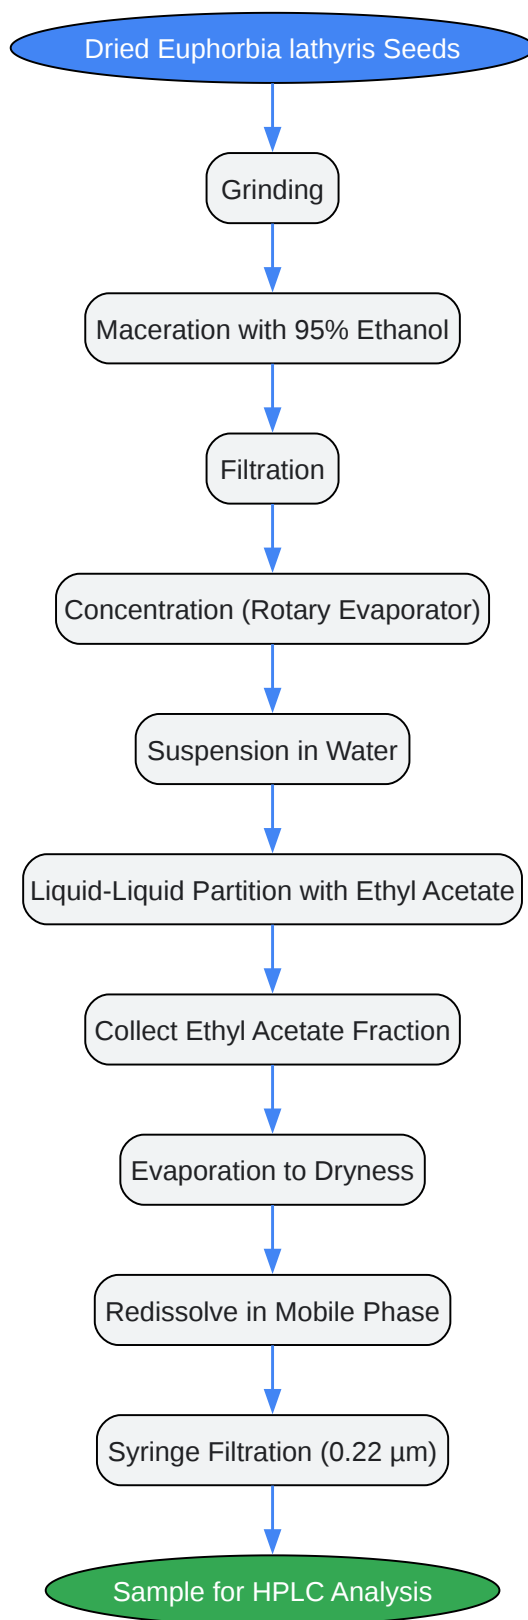 Dried Euphorbia lathyris Seeds
Grinding
Maceration with 95% Ethanol
Filtration
Concentration (Rotary Evaporator)
Suspension in Water
Liquid-Liquid Partition with Ethyl Acetate
Collect Ethyl Acetate Fraction
Evaporation to Dryness
Redissolve in Mobile Phase
Syringe Filtration (0.22 µm)
Sample for HPLC Analysis